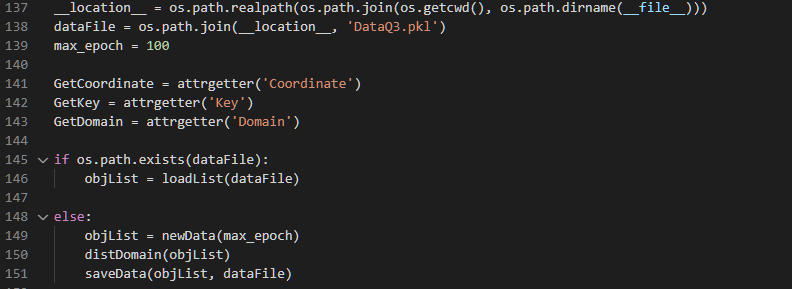 137 __location__ = os.path.realpath(os.path.join(os.getcwd(), os.path.dirname(__file__)))
138 dataFile = os.path.join(__location__, 'DataQ3.pkl')
139 max_epoch = 100
140
141 GetCoordinate = attrgetter('Coordinate')
142 GetKey = attrgetter('Key')
143 GetDomain = attrgetter('Domain')
144
145 if os.path.exists(dataFile):
146     objList = loadList(dataFile)
147
148 else:
149     objList = newData(max_epoch)
150     distDomain(objList)
151     saveData(objList, dataFile)